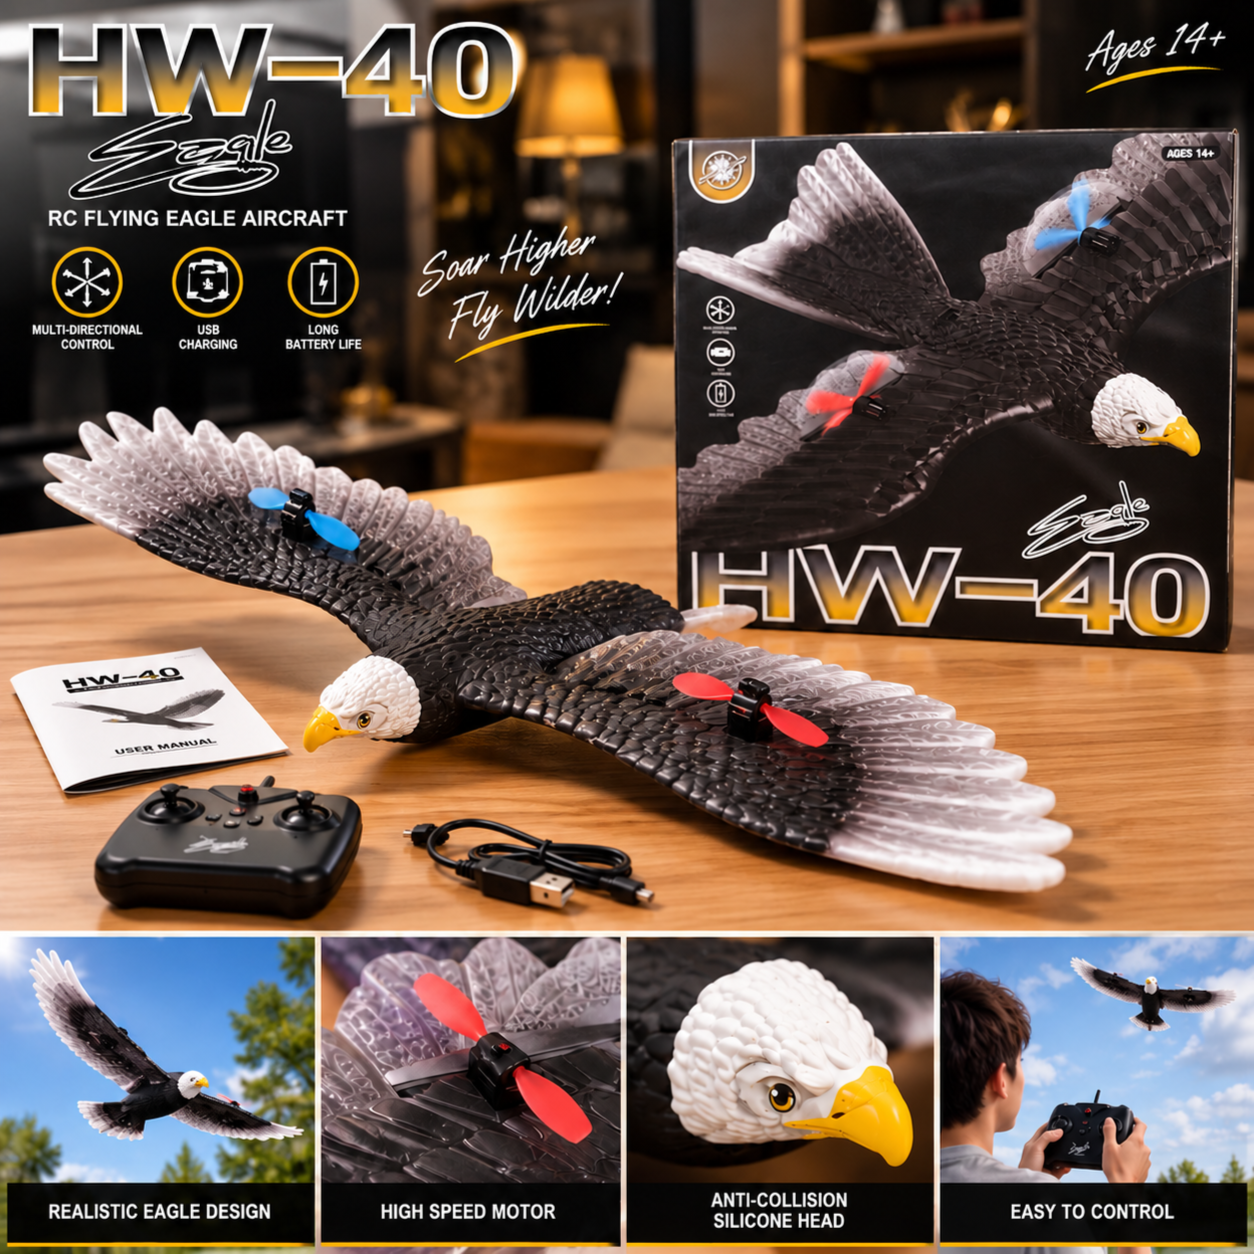 HW-40
Eagle
RC FLYING EAGLE AIRCRAFT
MULTI-DIRECTIONAL
CONTROL
USB
CHARGING
LONG
BATTERY LIFE
Soar Higher
Fly Wilder!
Ages 14+
AGES 14+
Eagle
HW-40
HW-40
USER MANUAL
REALISTIC EAGLE DESIGN
HIGH SPEED MOTOR
ANTI-COLLISION
SILICONE HEAD
EASY TO CONTROL